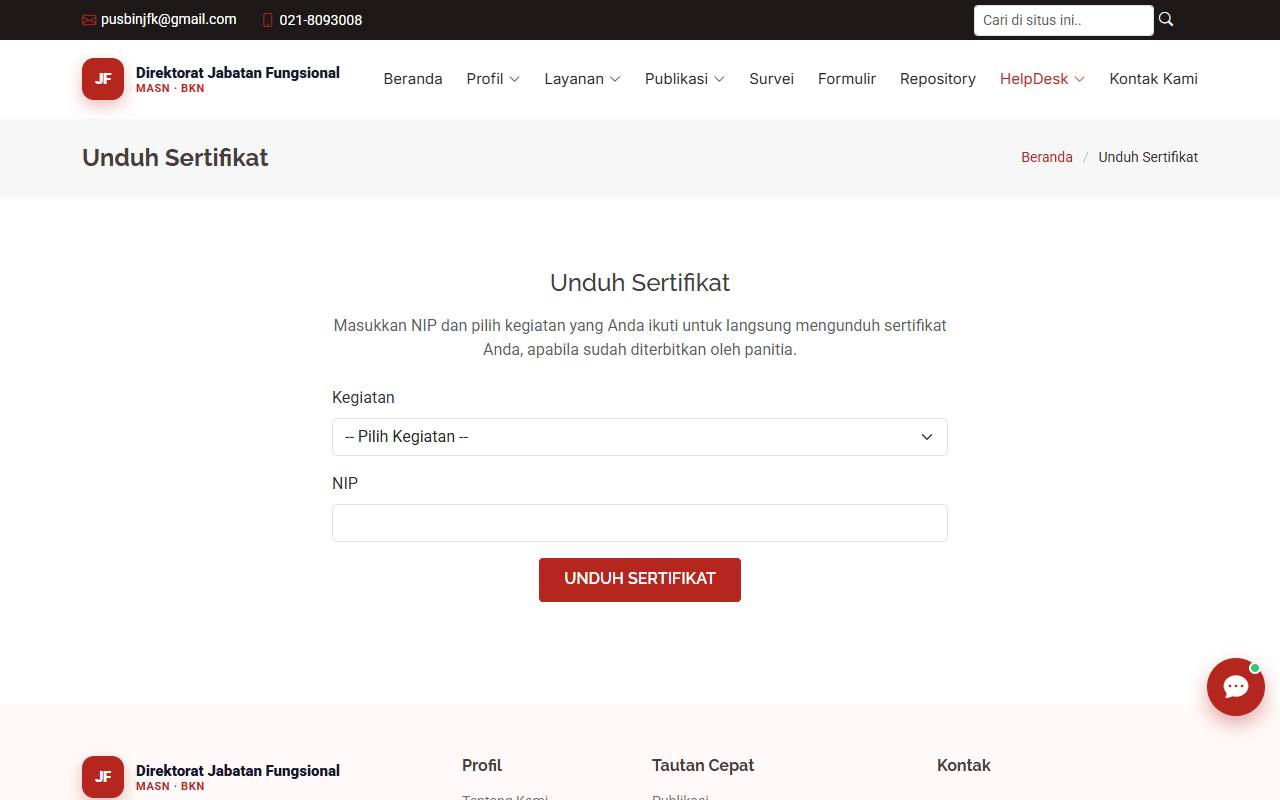 pusbinjfk@gmail.com
021-8093008
Cari di situs ini..
JF
Direktorat Jabatan Fungsional
MASN · BKN
Beranda
Profil
Layanan
Publikasi
Survei
Formulir
Repository
HelpDesk
Kontak Kami
Unduh Sertifikat
Beranda / Unduh Sertifikat
Unduh Sertifikat
Masukkan NIP dan pilih kegiatan yang Anda ikuti untuk langsung mengunduh sertifikat
Anda, apabila sudah diterbitkan oleh panitia.
Kegiatan
-- Pilih Kegiatan --
NIP
UNDUH SERTIFIKAT
JF
Direktorat Jabatan Fungsional
MASN · BKN
Profil
Tentang Kami
Tautan Cepat
Publikasi
Kontak